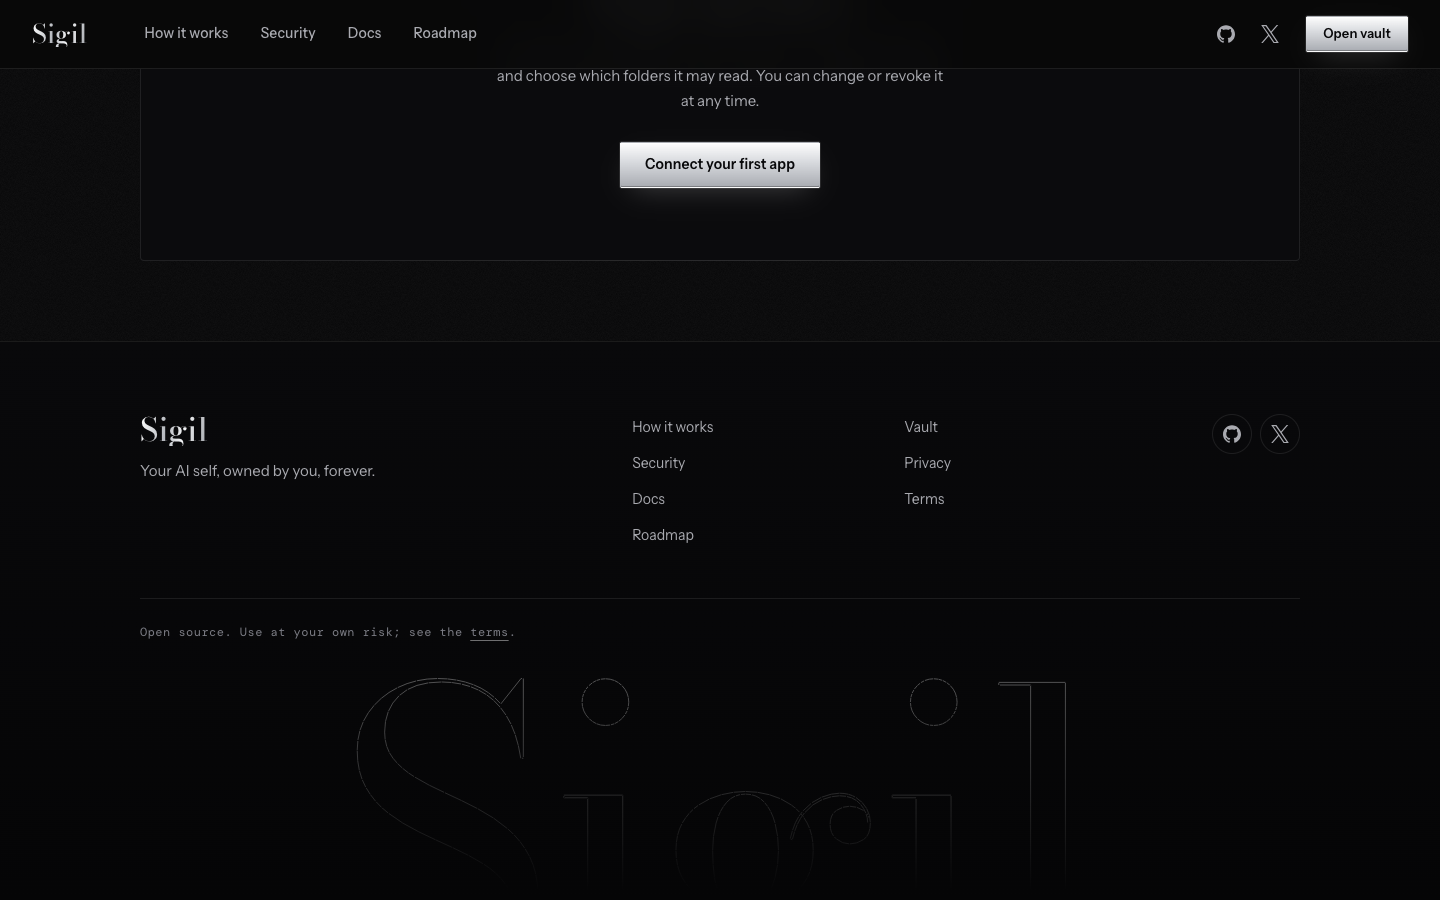 Sigil
How it works
Security
Docs
Roadmap
Open vault
and choose which folders it may read. You can change or revoke it
at any time.
Connect your first app
Sigil
Your AI self, owned by you, forever.
How it works
Security
Docs
Roadmap
Vault
Privacy
Terms
Open source. Use at your own risk; see the terms.
Sigil